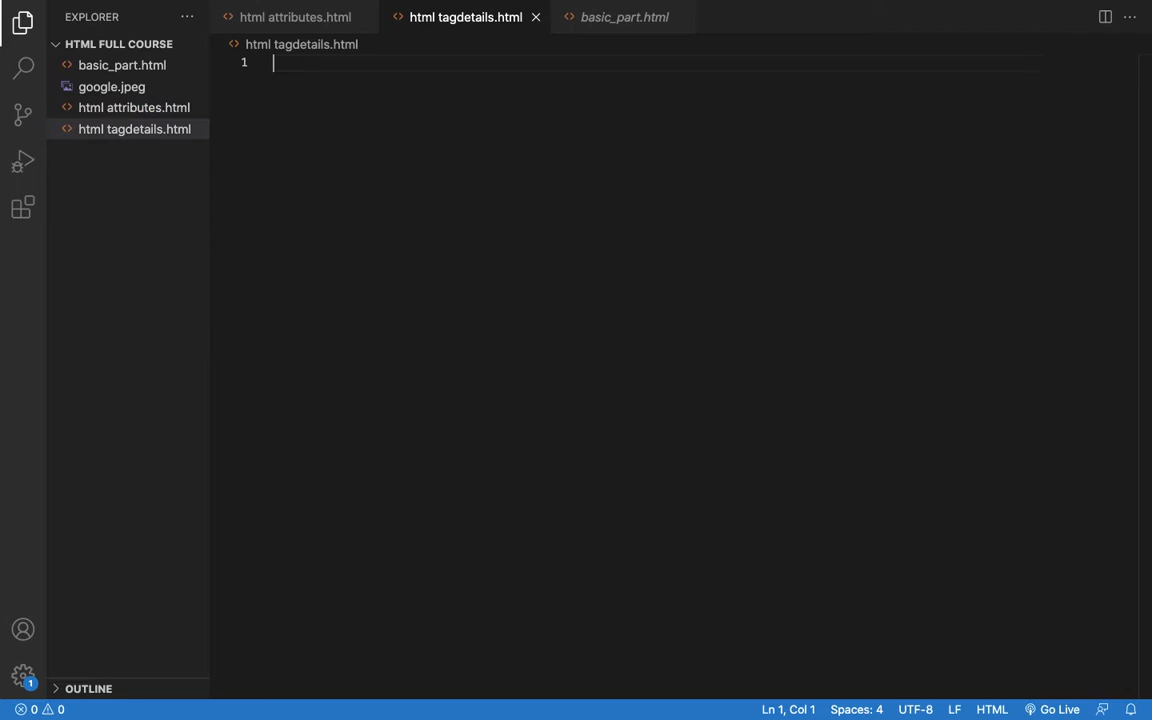 EXPLORER
html attributes.html
html tagdetails.html
basic_part.html
HTML FULL COURSE
html tagdetails.html
basic_part.html
1
google.jpeg
html attributes.html
html tagdetails.html
1
OUTLINE
0 0
Ln 1, Col 1
Spaces: 4
UTF-8
LF
HTML
Go Live